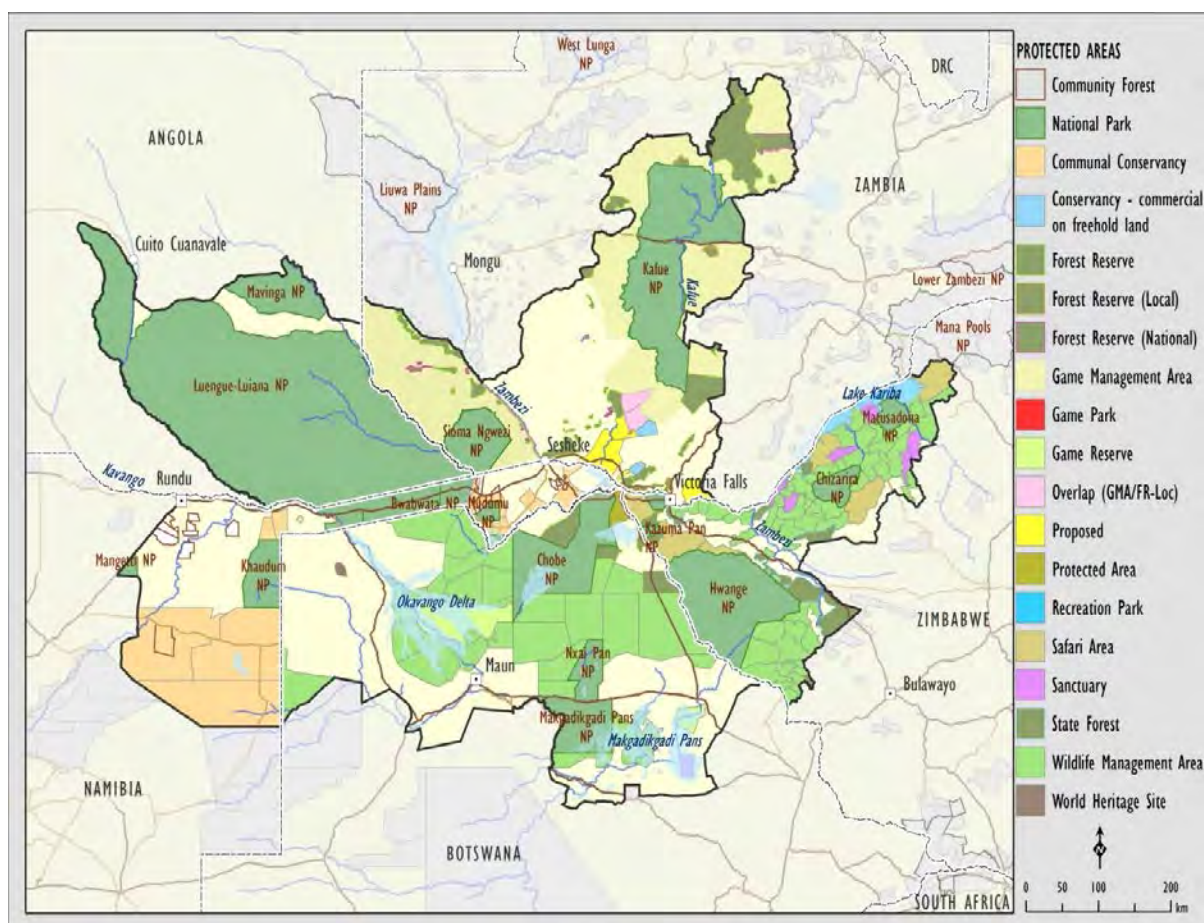 West Lunga
NP
DRC
ANGOLA
Liuwa Plains
NP
ZAMBIA
Cuito Cuanavale
Mongu
Mavinga NP
Kafue
NP
Kafue
Lower Zambezi NP
Mana Pools
NP
Luengue-Luiana NP
Zambezi
Lake Kariba
Matusadona
NP
Sioma Ngwezi
NP
Sesheke
Chizarira
NP
Kavango
Rundu
Bwabwata NP
Mudumu
NP
Victoria Falls
Zambezi
Kazuma Pan
NP
Mangetti NP
Khaudum
NP
Chobe
NP
Hwange
NP
Okavango Delta
ZIMBABWE
Nxai Pan
NP
Maun
Bulawayo
Makgadikgadi Pans
NP
Makgadikgadi Pans
NAMIBIA
BOTSWANA
SOUTH AFRICA
PROTECTED AREAS
Community Forest
National Park
Communal Conservancy
Conservancy - commercial
on freehold land
Forest Reserve
Forest Reserve (Local)
Forest Reserve (National)
Game Management Area
Game Park
Game Reserve
Overlap (GMA/FR-Loc)
Proposed
Protected Area
Recreation Park
Safari Area
Sanctuary
State Forest
Wildlife Management Area
World Heritage Site
N
0 50 100 200
km